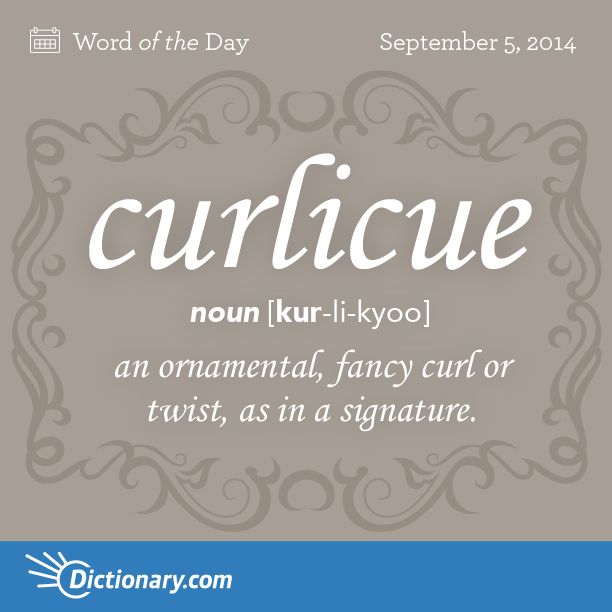 Word of the Day
September 5, 2014
curlicue
noun [kur-li-kyoo]
an ornamental, fancy curl or
twist, as in a signature.
Dictionary.com